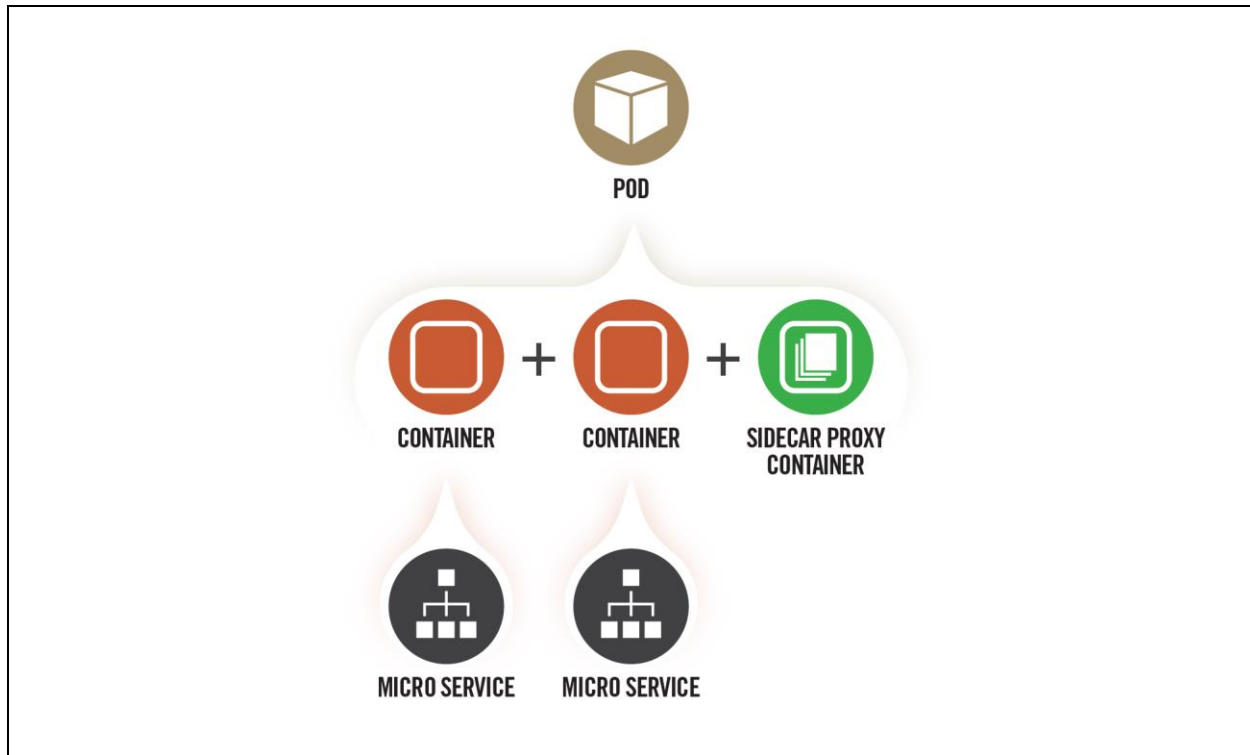 POD
+
+
CONTAINER
CONTAINER
SIDECAR PROXY
CONTAINER
MICRO SERVICE
MICRO SERVICE